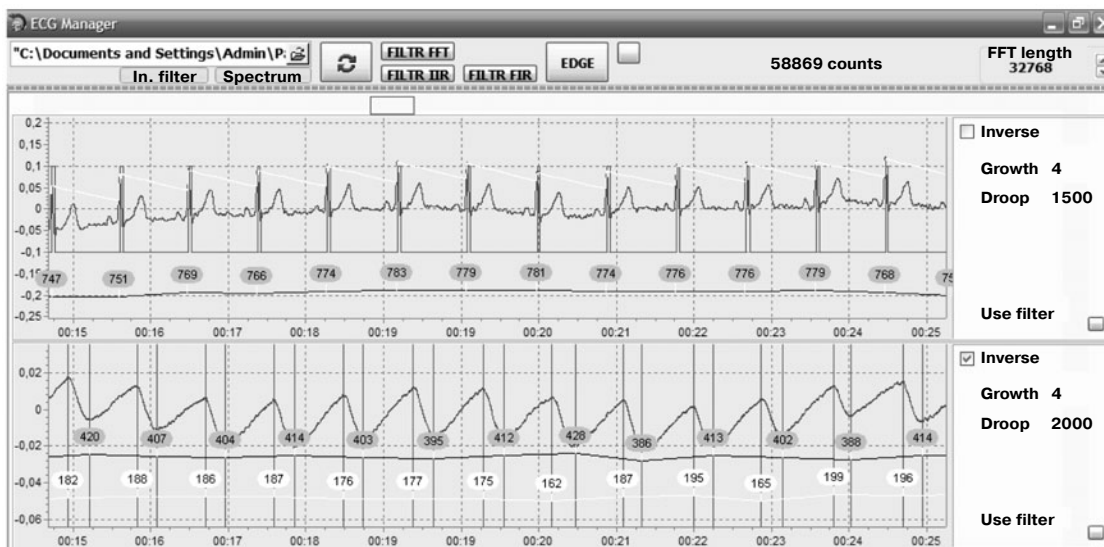 ECG Manager
"C:\Documents and Settings\Admin\P:
FILTR FFT
EDGE
58869 counts
FFT length
32768
In. filter Spectrum
FILTR IIR FILTR FIR
0,2
0,15
0,1
0,05
0
-0,05
-0,1
-0,15
-0,2
-0,25
747 751 769 766 774 783 779 781 774 776 776 779 768
00:15 00:16 00:17 00:18 00:19 00:19 00:20 00:21 00:22 00:23 00:24 00:25
Inverse
Growth 4
Droop 1500
Use filter
0,02
0
-0,02
-0,04
-0,06
420 407 404 414 403 395 412 428 386 413 402 388 414
182 188 186 187 176 177 175 162 187 195 165 199 196
00:15 00:16 00:17 00:18 00:19 00:19 00:20 00:21 00:22 00:23 00:24 00:25
Inverse
Growth 4
Droop 2000
Use filter